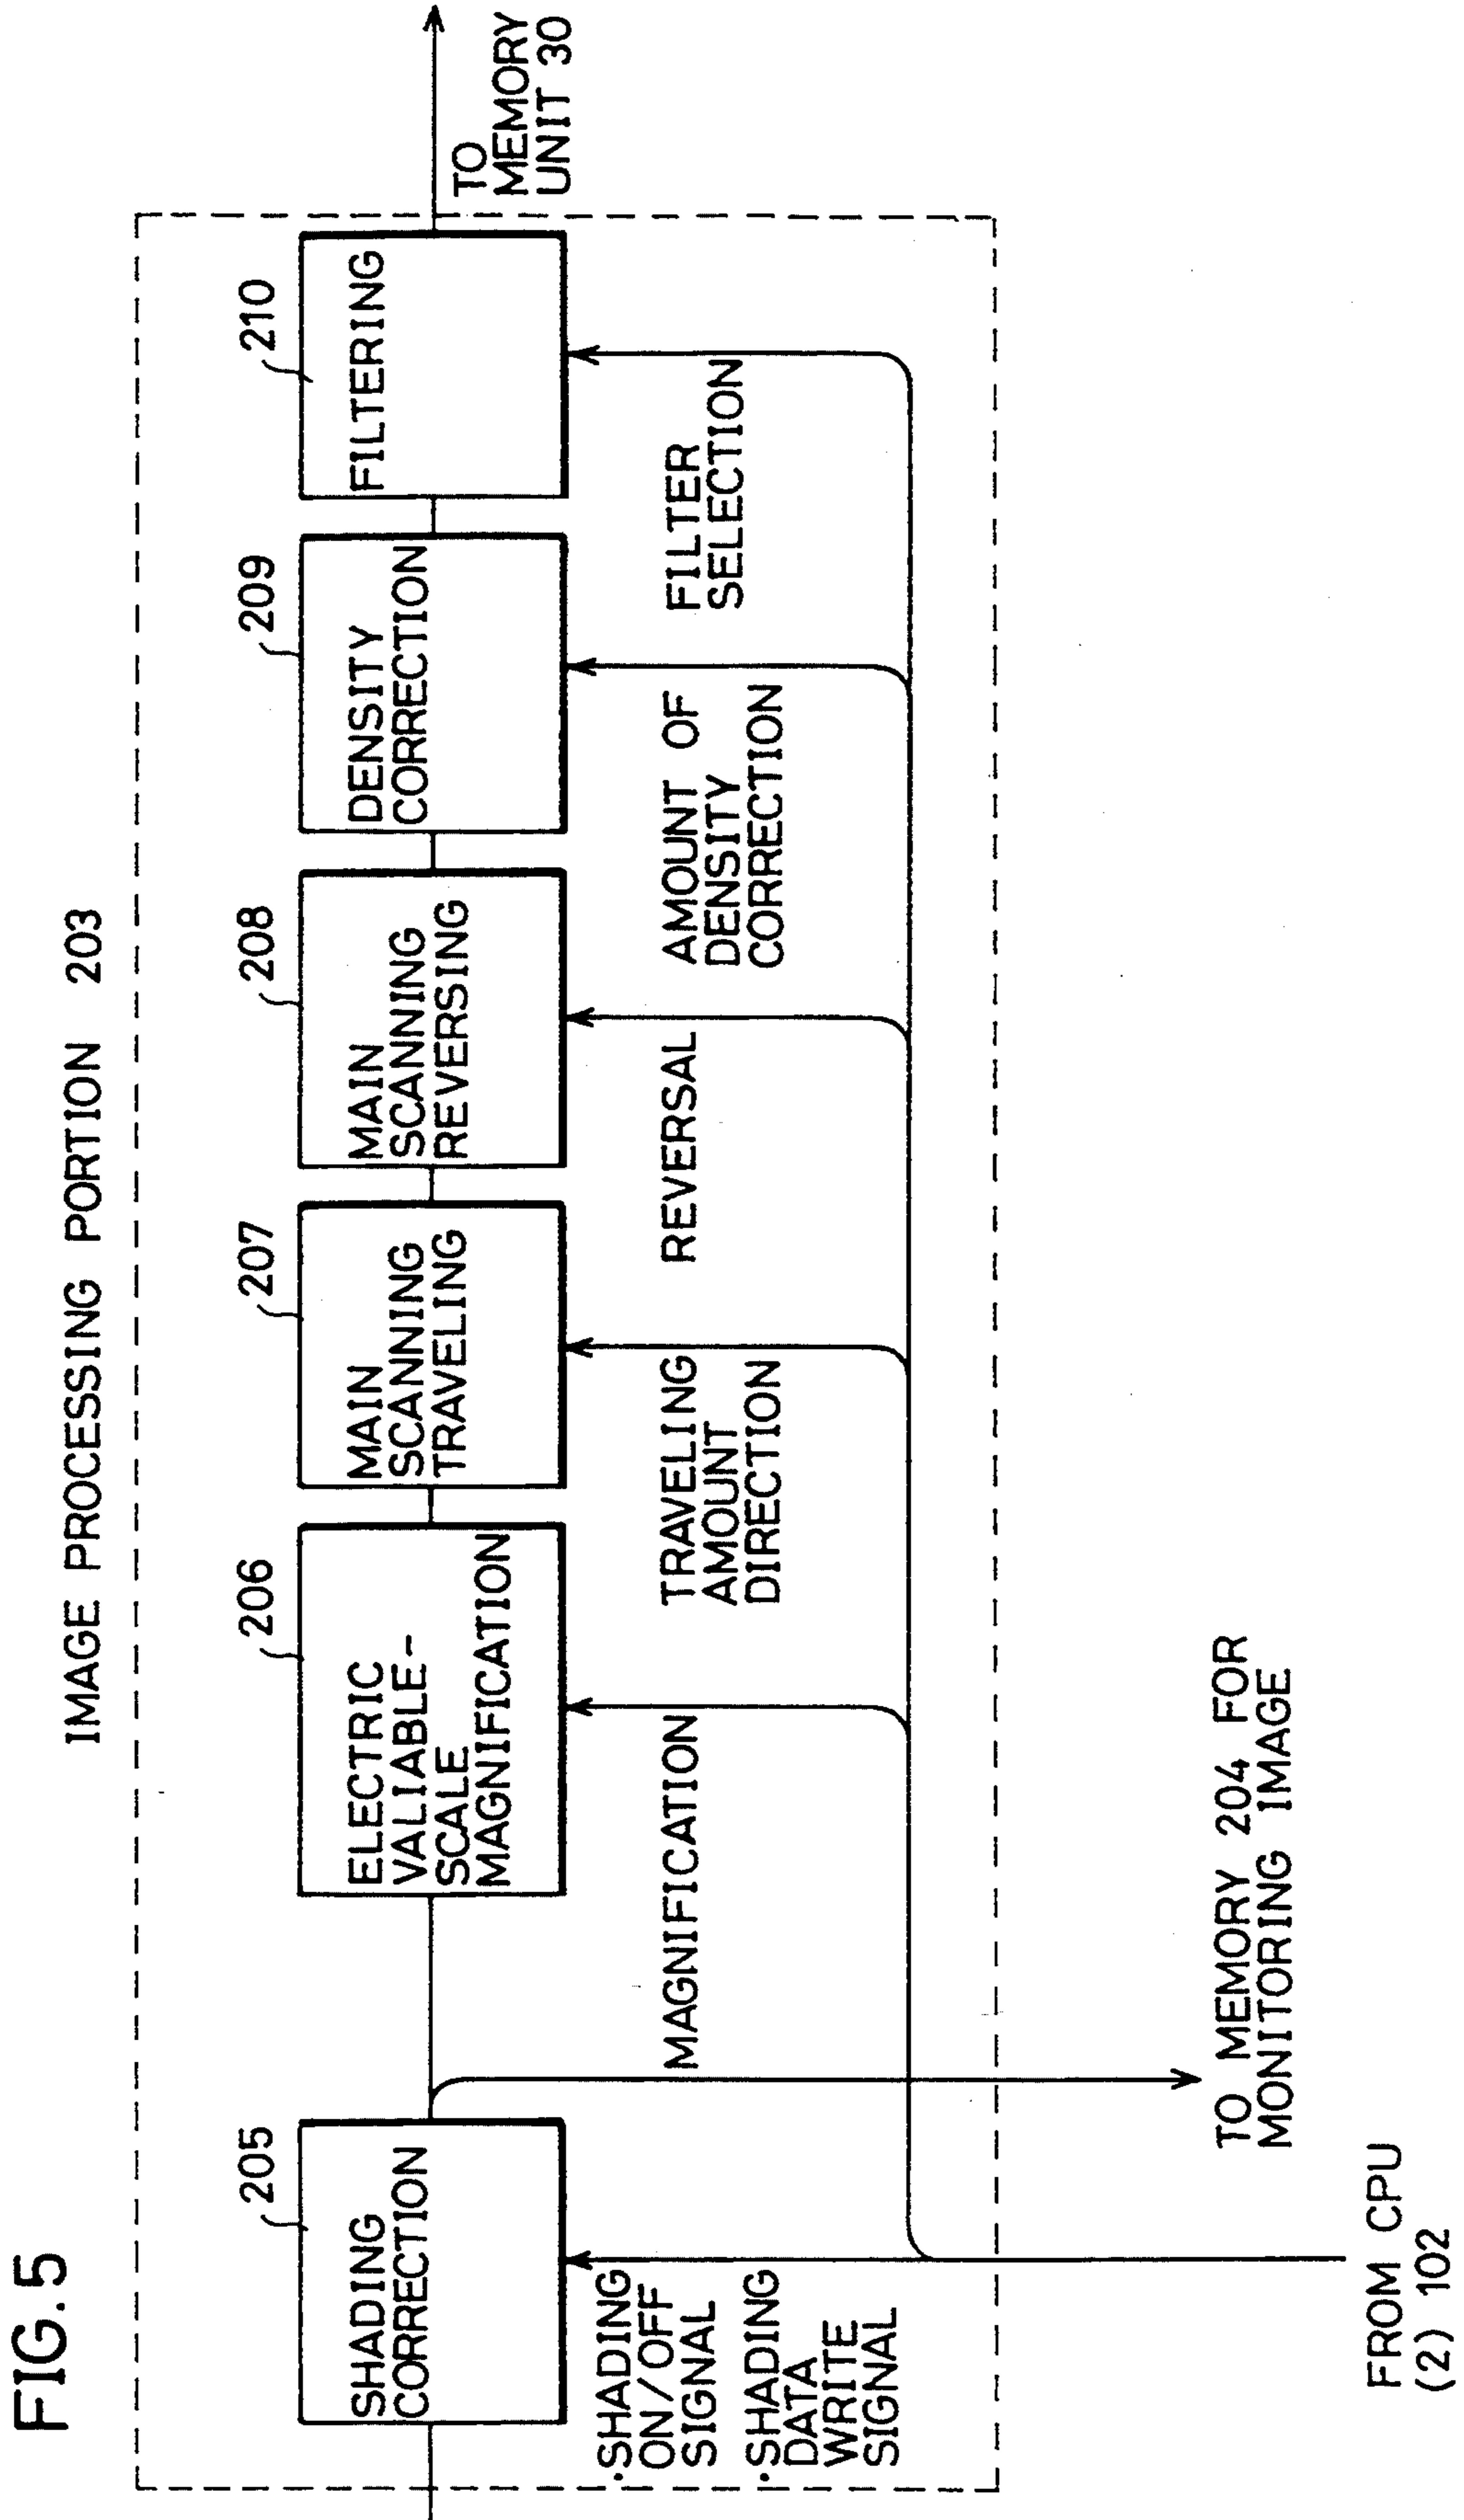 FIG.5
IMAGE PROCESSING PORTION 203
205
SHADING
CORRECTION
206
ELECTRIC
VALIABLE-
SCALE
MAGNIFICATION
207
MAIN
SCANNING
TRAVELING
208
MAIN
SCANNING
REVERSING
209
DENSITY
CORRECTION
210
FILTERING
TO
MEMORY
UNIT 30
·SHADING
ON/OFF
SIGNAL
·SHADING
DATA
WRITE
SIGNAL
MAGNIFICATION
TRAVELING
AMOUNT
DIRECTION
REVERSAL
AMOUNT OF
DENSITY
CORRECTION
FILTER
SELECTION
TO MEMORY 204 FOR
MONITORING IMAGE
FROM CPU
(2) 102